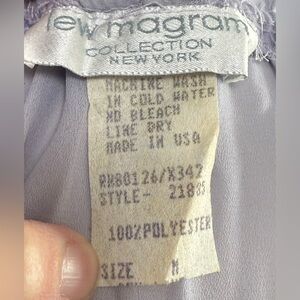 lew magram
COLLECTION
NEW YORK
MACHINE WASH
IN COLD WATER
NO BLEACH
LINE DRY
MADE IN USA
RN80126/X342
STYLE- 21885
100%POLYESTER
SIZE M